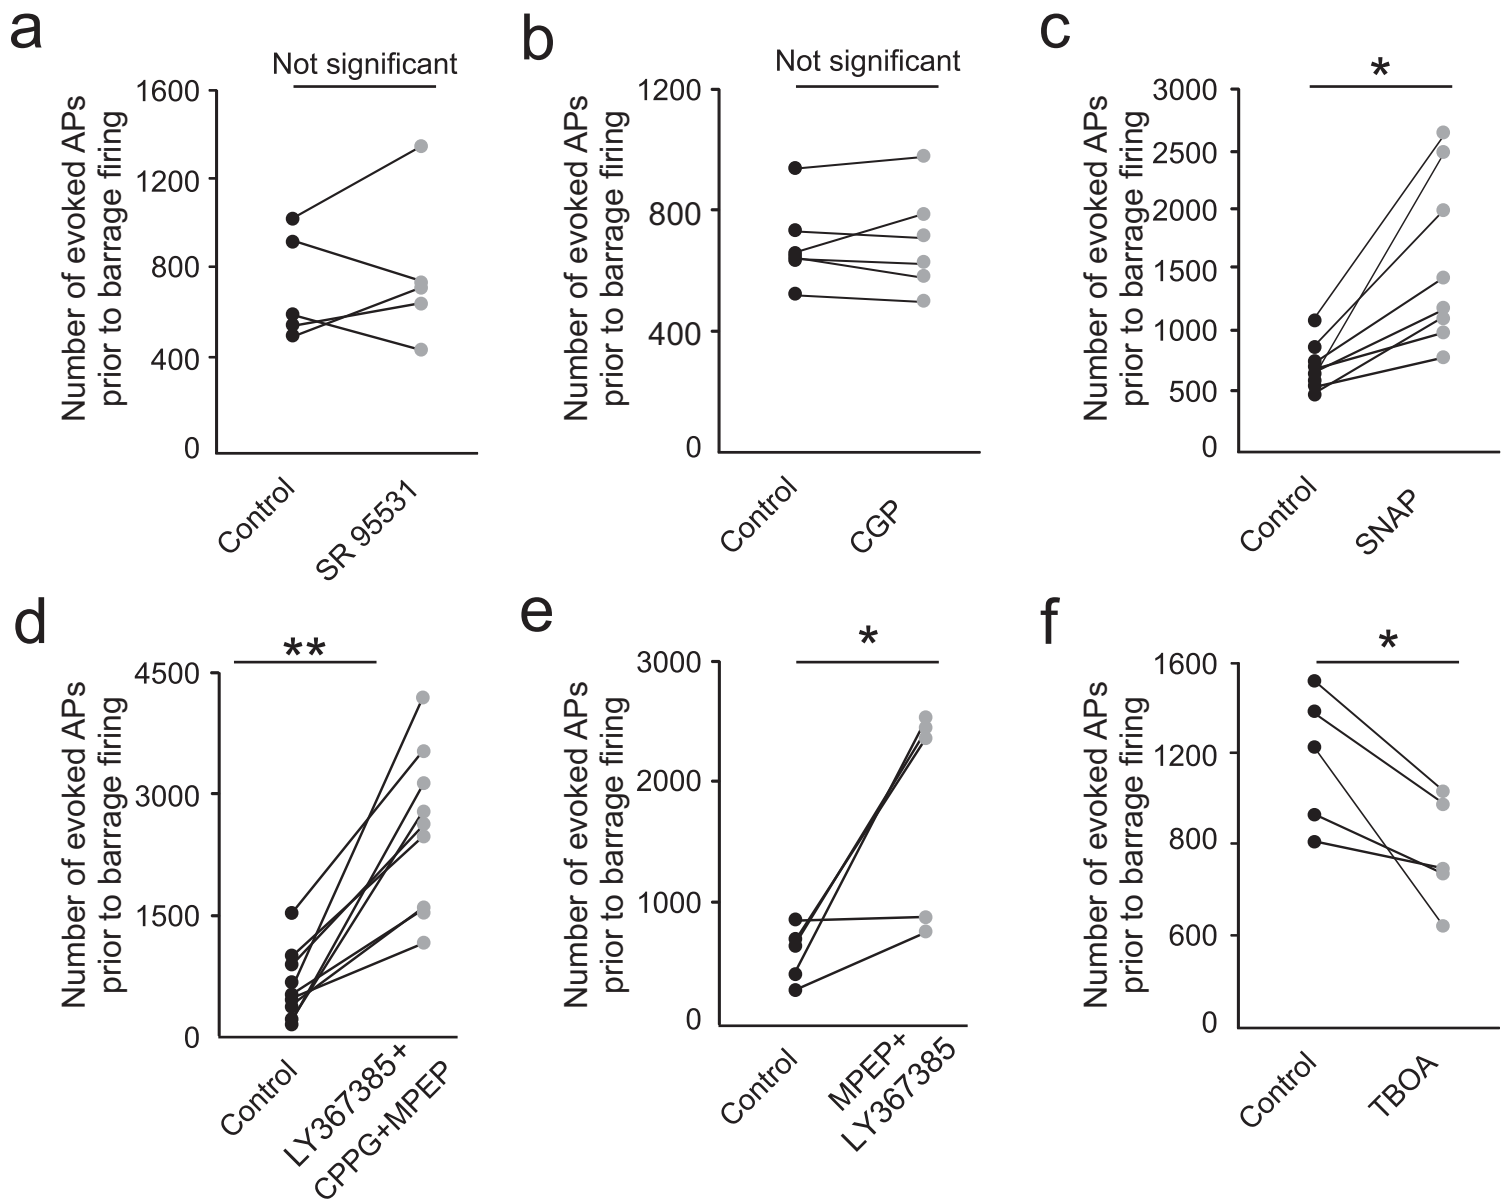 a
Not significant
Number of evoked APs
prior to barrage firing
1600
1200
800
400
0
Control
SR 95531
b
Not significant
Number of evoked APs
prior to barrage firing
1200
800
400
0
Control
CGP
c
*
Number of evoked APs
prior to barrage firing
3000
2500
2000
1500
1000
500
0
Control
SNAP
d
**
Number of evoked APs
prior to barrage firing
4500
3000
1500
0
Control
LY367385+
CPPG+MPEP
e
*
Number of evoked APs
prior to barrage firing
3000
2000
1000
0
Control
MPEP+
LY367385
f
*
Number of evoked APs
prior to barrage firing
1600
1200
800
600
0
Control
TBOA